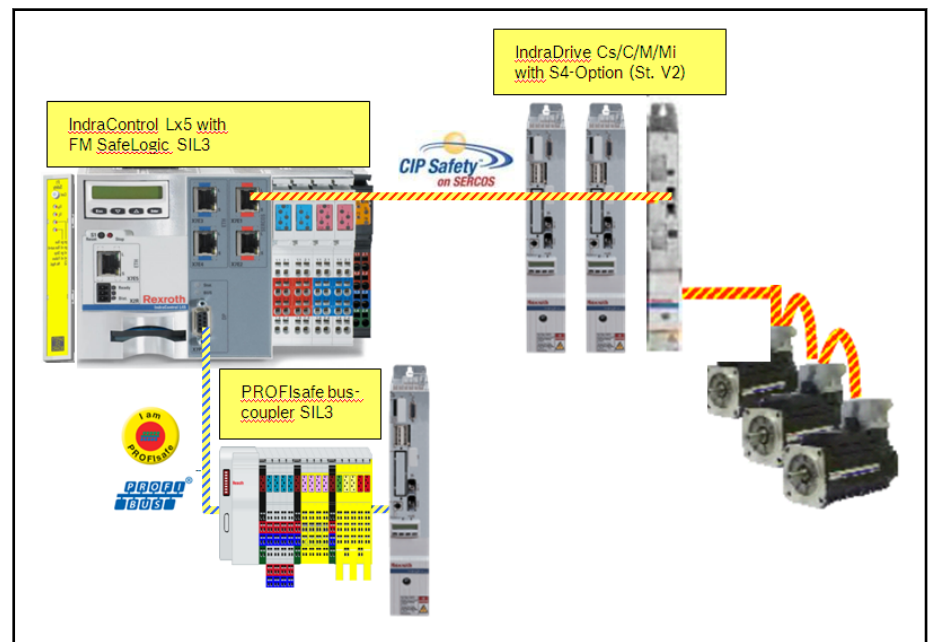 IndraDrive Cs/C/M/Mi
with S4-Option (St. V2)
IndraControl Lx5 with
FM SafeLogic SIL3
CIP Safety
on SERCOS
Rexroth
PROFIsafe bus-
coupler SIL3
I am
PROFIsafe
PROFI
BUS®
Rexroth
Rexroth
Rexroth